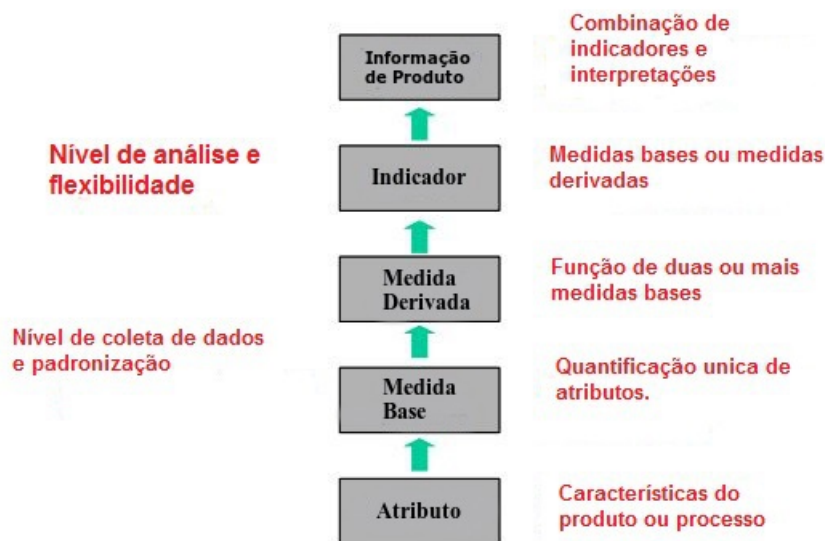 Combinação de
indicadores e
interpretações
Informação
de Produto
Nível de análise e
flexibilidade
Indicador
Medidas bases ou medidas
derivadas
Medida
Derivada
Função de duas ou mais
medidas bases
Nível de coleta de dados
e padronização
Medida
Base
Quantificação unica de
atributos.
Atributo
Características do
produto ou processo